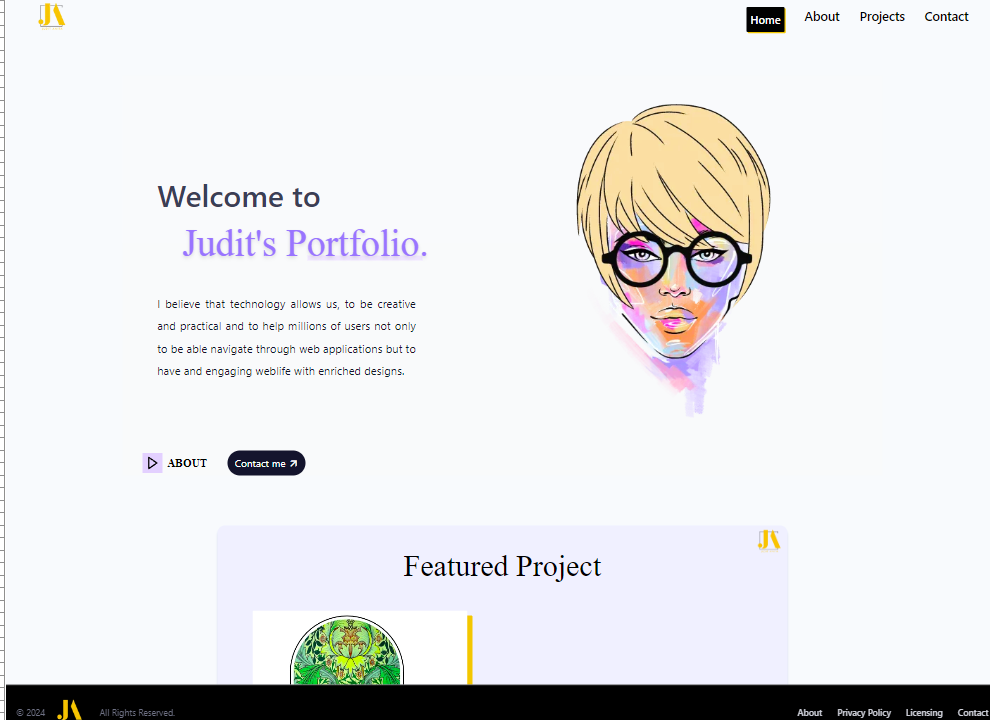 JA
Home About Projects Contact
Welcome to
Judit's Portfolio.
I believe that technology allows us, to be creative
and practical and to help millions of users not only
to be able navigate through web applications but to
have and engaging weblife with enriched designs.
ABOUT Contact me
JA
Featured Project
© 2024 JA All Rights Reserved. About Privacy Policy Licensing Contact